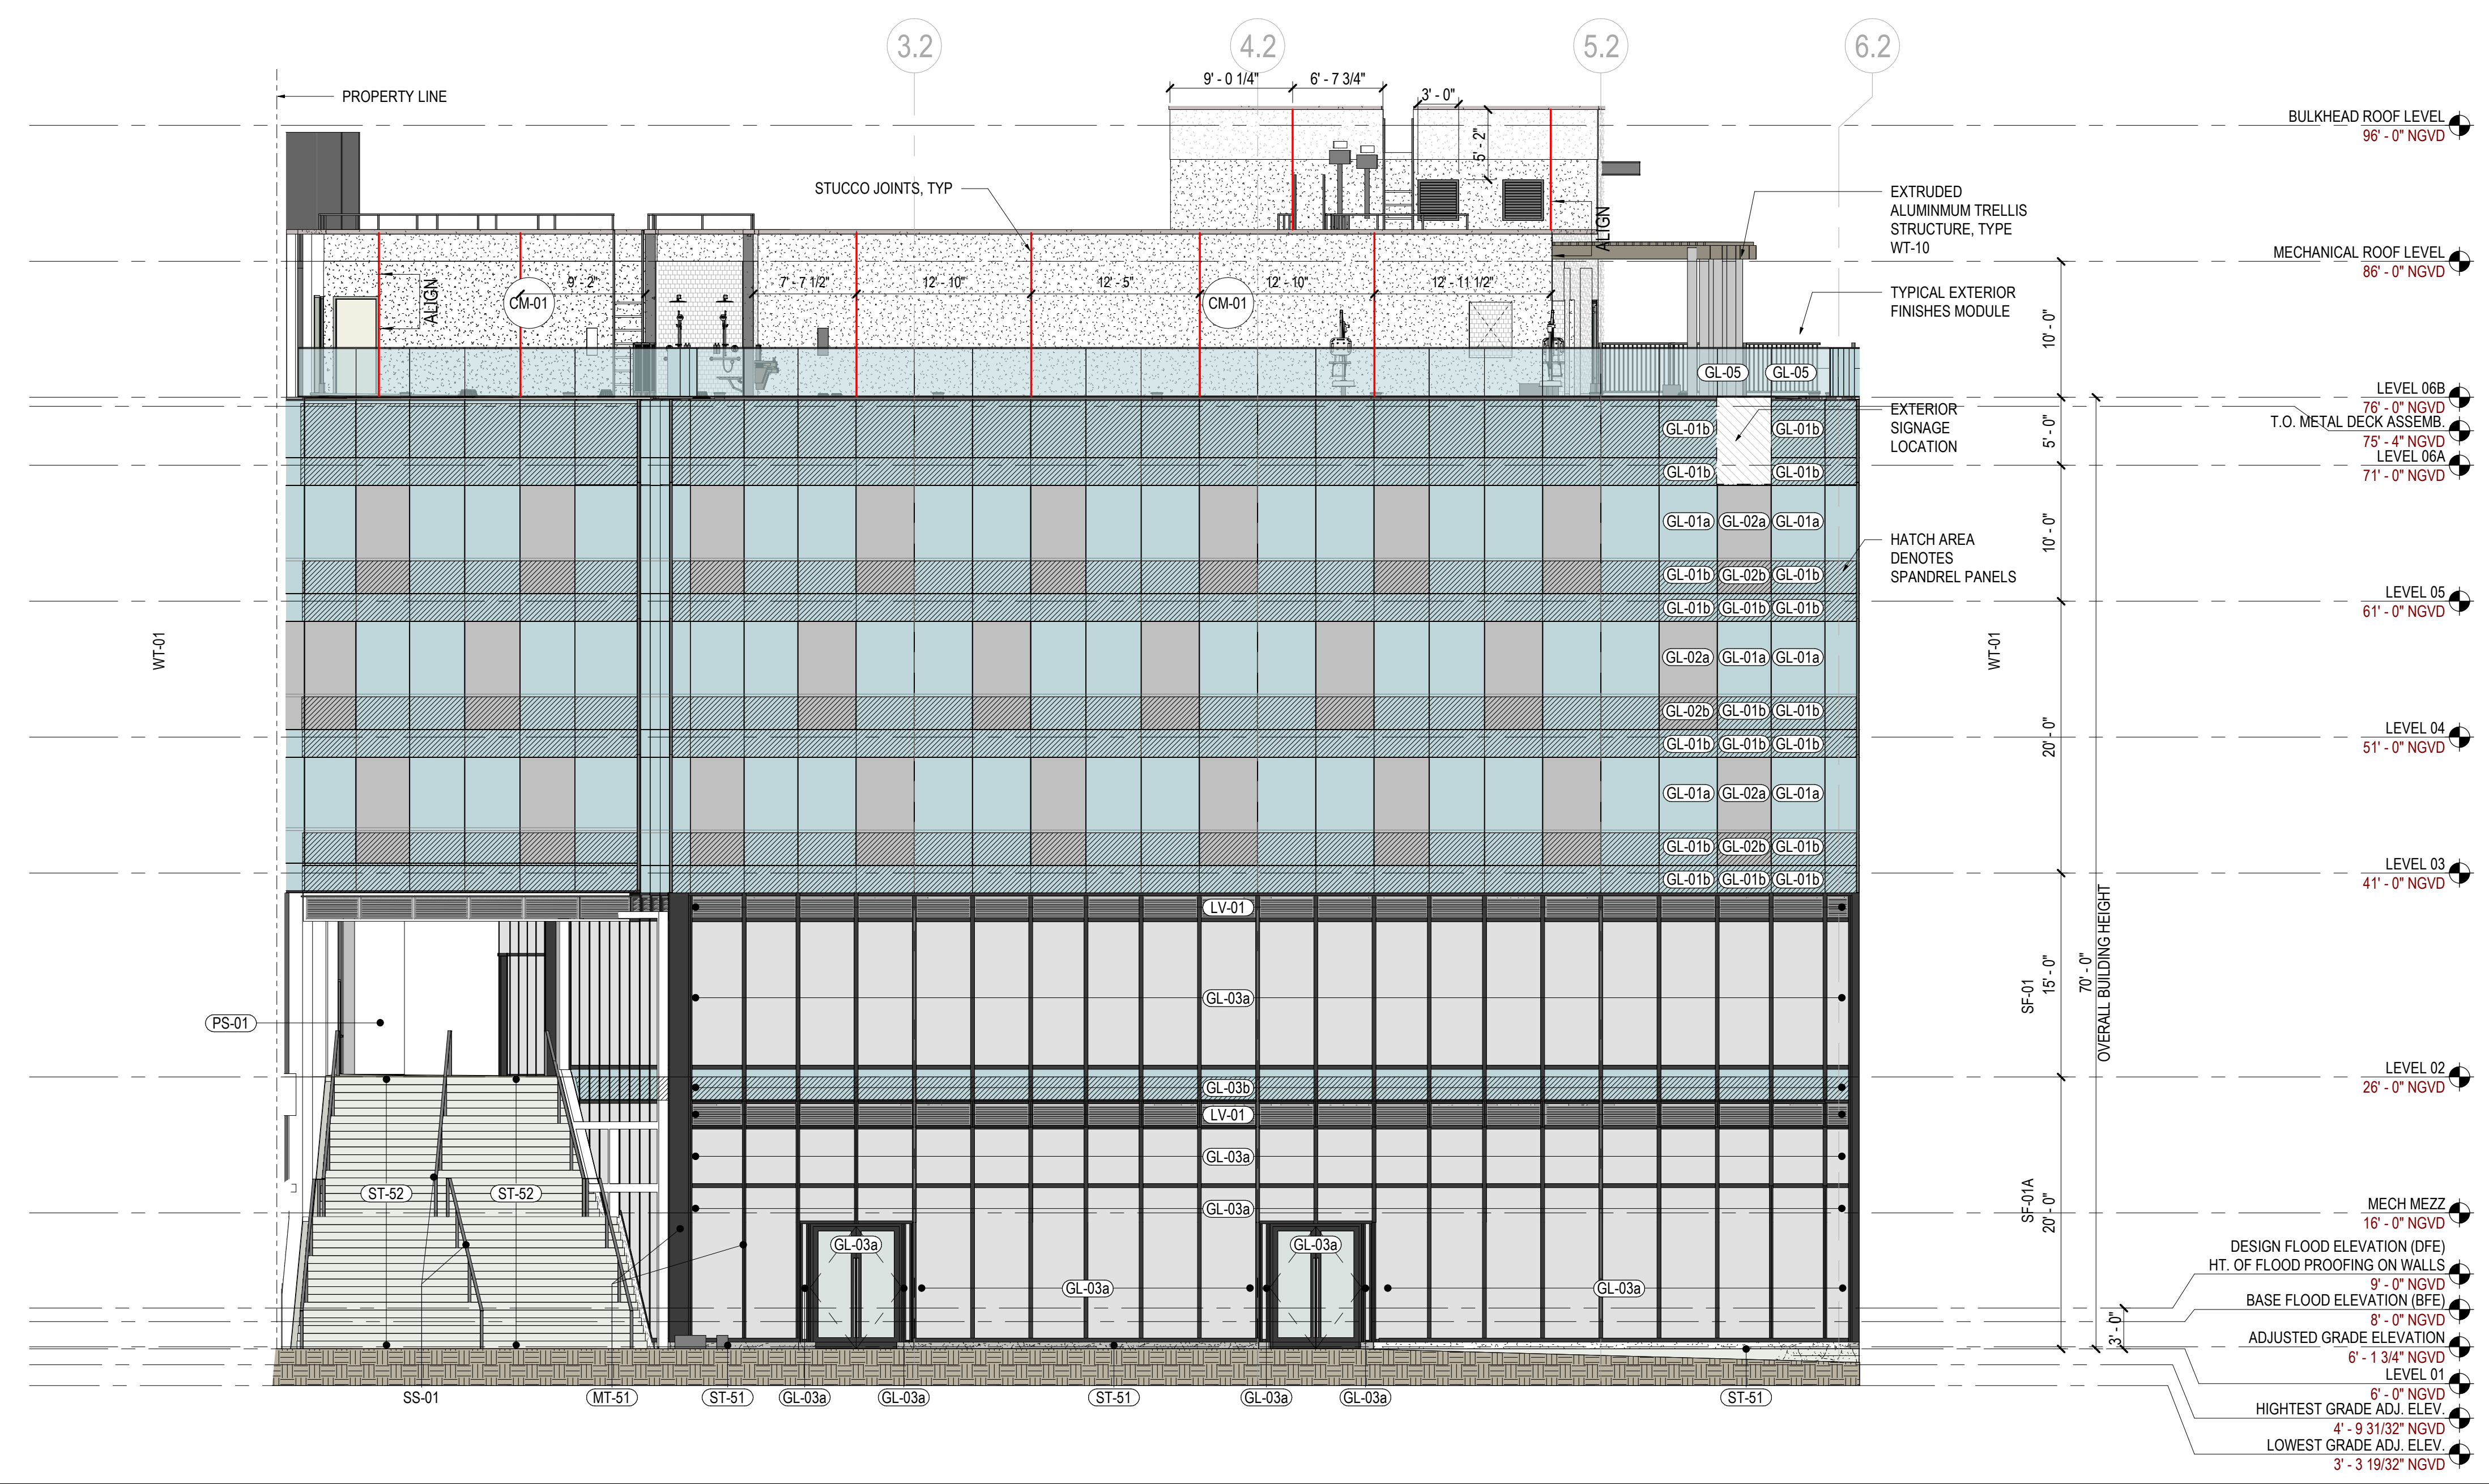 3.2
4.2
5.2
6.2
9' - 0 1/4"
6' - 7 3/4"
3' - 0"
5' - 2"
PROPERTY LINE
STUCCO JOINTS, TYP
ALIGN
ALIGN
EXTRUDED
ALUMINMUM TRELLIS
STRUCTURE, TYPE
WT-10
TYPICAL EXTERIOR
FINISHES MODULE
CM-01
9' - 2"
7' - 7 1/2"
12' - 10"
12' - 5"
CM-01
12' - 10"
12' - 11 1/2"
GL-05
GL-05
EXTERIOR
SIGNAGE
LOCATION
GL-01b
GL-01b
GL-01b
GL-01b
GL-01a
GL-02a
GL-01a
HATCH AREA
DENOTES
SPANDREL PANELS
GL-01b
GL-02b
GL-01b
GL-01b
GL-01b
GL-01b
WT-01
WT-01
GL-02a
GL-01a
GL-01a
GL-02b
GL-01b
GL-01b
GL-01b
GL-01b
GL-01b
GL-01a
GL-02a
GL-01a
GL-01b
GL-02b
GL-01b
GL-01b
GL-01b
GL-01b
LV-01
GL-03a
PS-01
GL-03b
LV-01
GL-03a
ST-52
ST-52
GL-03a
GL-03a
GL-03a
GL-03a
GL-03a
SS-01
MT-51
ST-51
GL-03a
GL-03a
ST-51
GL-03a
GL-03a
ST-51
10' - 0"
5' - 0"
10' - 0"
20' - 0"
SF-01
15' - 0"
SF-01A
20' - 0"
70' - 0"
OVERALL BUILDING HEIGHT
3' - 0"
BULKHEAD ROOF LEVEL
96' - 0" NGVD
MECHANICAL ROOF LEVEL
86' - 0" NGVD
LEVEL 06B
76' - 0" NGVD
T.O. METAL DECK ASSEMB.
75' - 4" NGVD
LEVEL 06A
71' - 0" NGVD
LEVEL 05
61' - 0" NGVD
LEVEL 04
51' - 0" NGVD
LEVEL 03
41' - 0" NGVD
LEVEL 02
26' - 0" NGVD
MECH MEZZ
16' - 0" NGVD
DESIGN FLOOD ELEVATION (DFE)
HT. OF FLOOD PROOFING ON WALLS
9' - 0" NGVD
BASE FLOOD ELEVATION (BFE)
8' - 0" NGVD
ADJUSTED GRADE ELEVATION
6' - 1 3/4" NGVD
LEVEL 01
6' - 0" NGVD
HIGHTEST GRADE ADJ. ELEV.
4' - 9 31/32" NGVD
LOWEST GRADE ADJ. ELEV.
3' - 3 19/32" NGVD